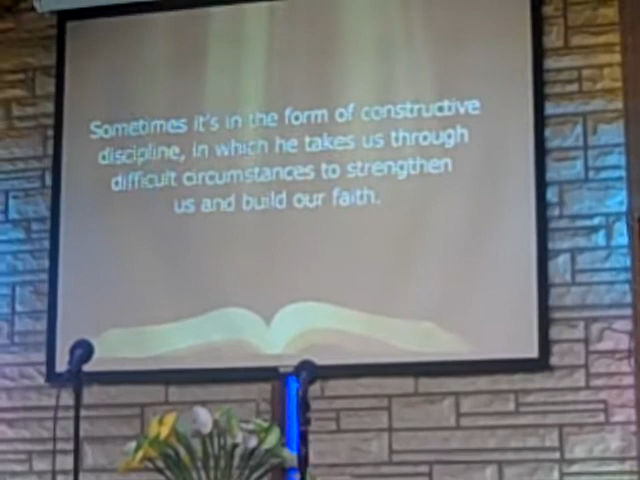 Sometimes it's in the form of constructive
discipline, in which he takes us through
difficult circumstances to strengthen
us and build our faith.